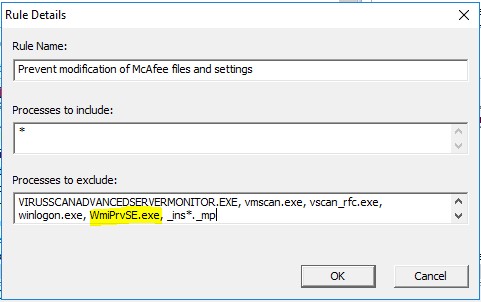 Rule Details
Rule Name:
Prevent modification of McAfee files and settings
Processes to include:
*
Processes to exclude:
VIRUSSCANADVANCEDSERVERMONITOR.EXE, vmscan.exe, vscan_rfc.exe,
winlogon.exe, WmiPrvSE.exe, _ins*._mp
OK
Cancel